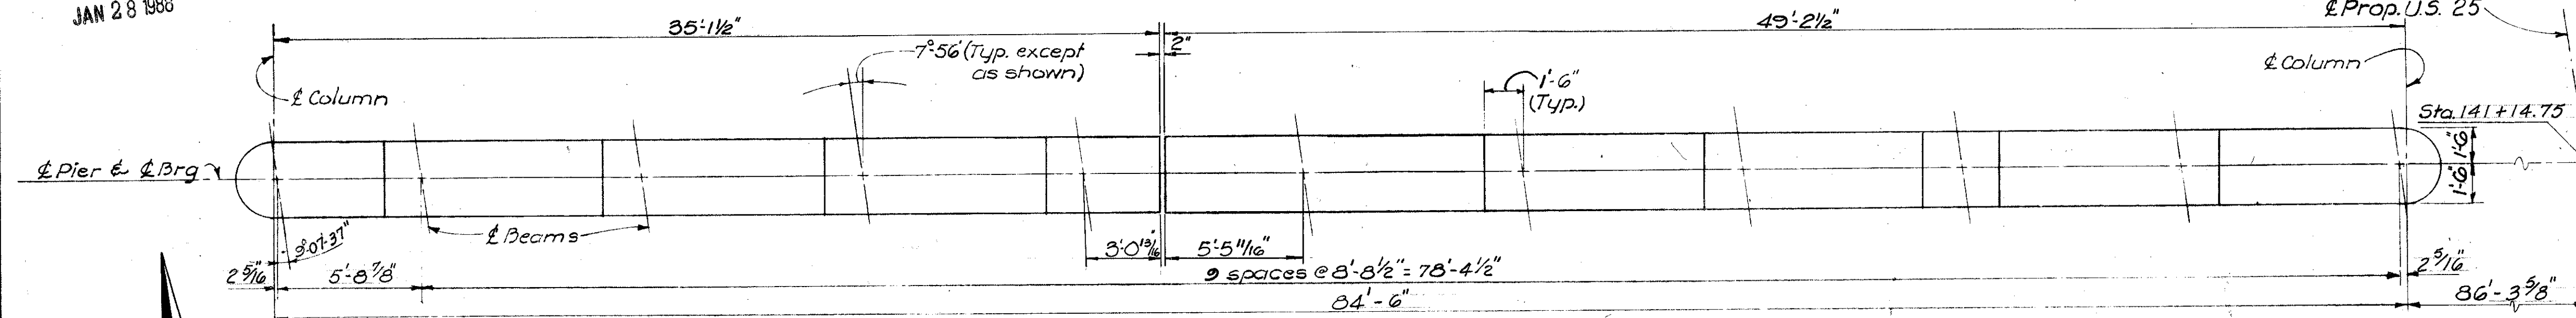 JAN 28 1988
35'-1½"
2"
49'-2½"
℄ Prop. U.S. 25
7°-56' (Typ. except
as shown)
℄ Column
1'-6"
(Typ.)
℄ Column
Sta. 141+14.75
℄ Pier & ℄ Brg
1'-6" 1'-6"
℄ Beams
9°-07'-37"
3'-0 13/16"
5'-5 11/16"
2 5/16"
5'-8 7/8"
9 spaces @ 8'-8½" = 78'-4½"
2 5/16"
84'-6"
86'-3 5/8"